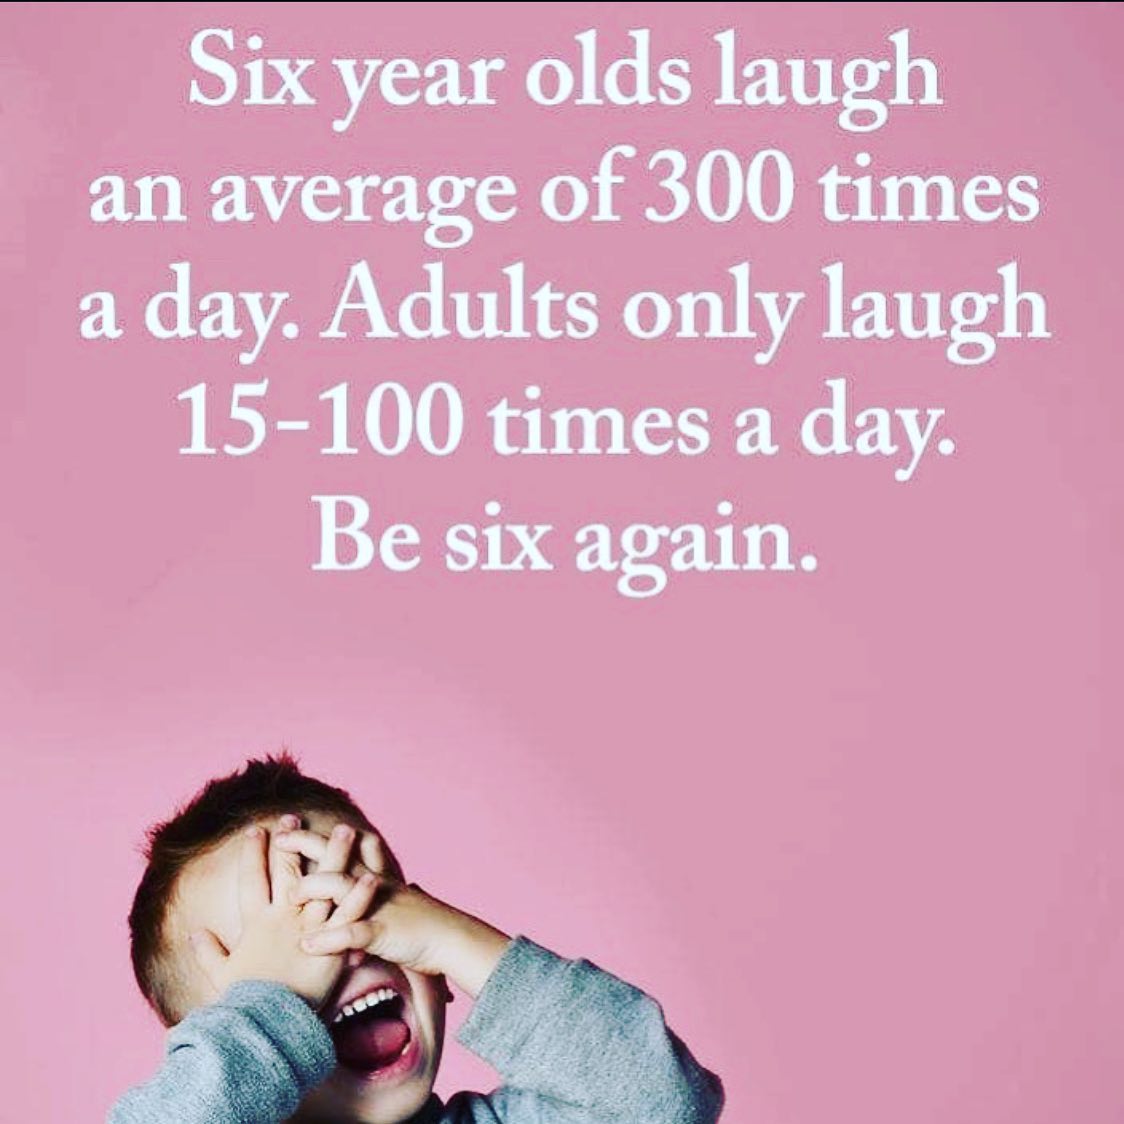 Six year olds laugh
an average of 300 times
a day. Adults only laugh
15-100 times a day.
Be six again.